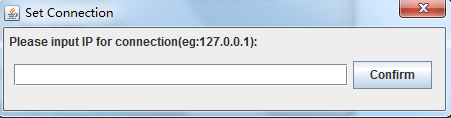 Set Connection
Please input IP for connection(eg:127.0.0.1):
Confirm